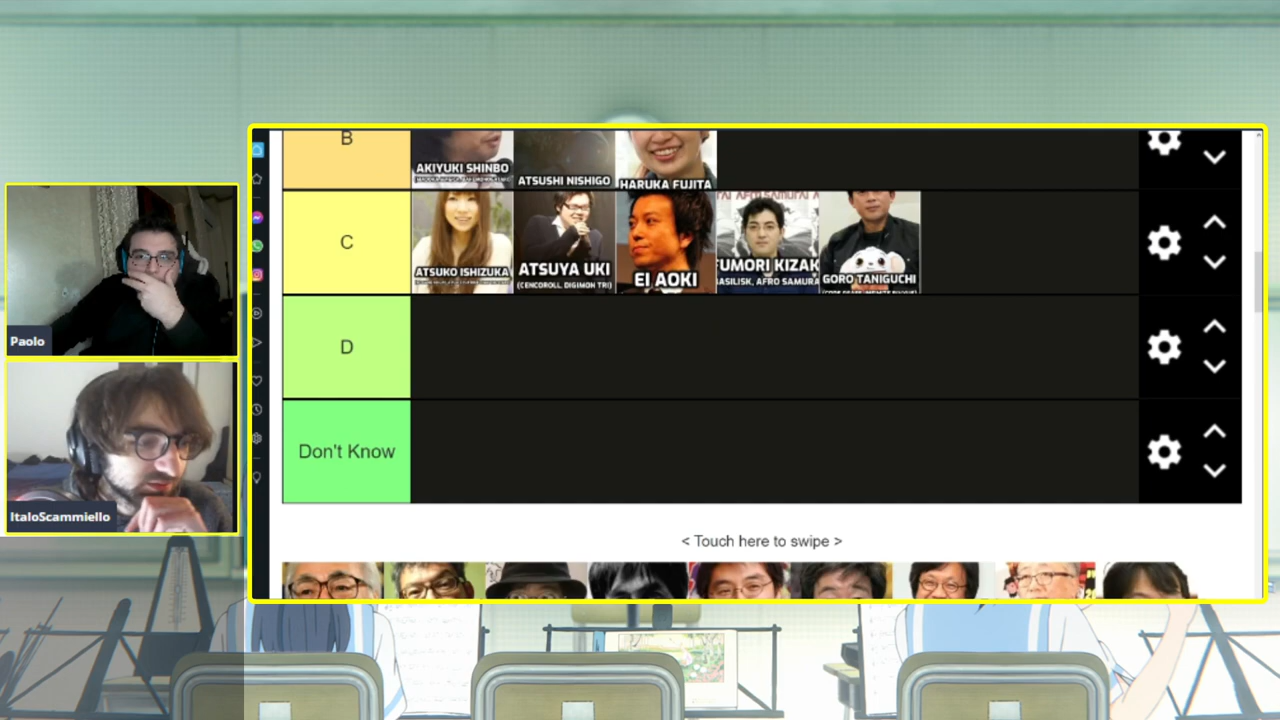 B
AKIYUKI SHINBO
ATSUSHI NISHIGO
HARUKA FUJITA
C
ATSUKO ISHIZUKA
ATSUYA UKI
(CENCOROLL, DIGIMON TRI)
EI AOKI
FUMORI KIZAK
BASILISK, AFRO SAMURA
GORO TANIGUCHI
D
Don't Know
< Touch here to swipe >
Paolo
ItaloScammiello